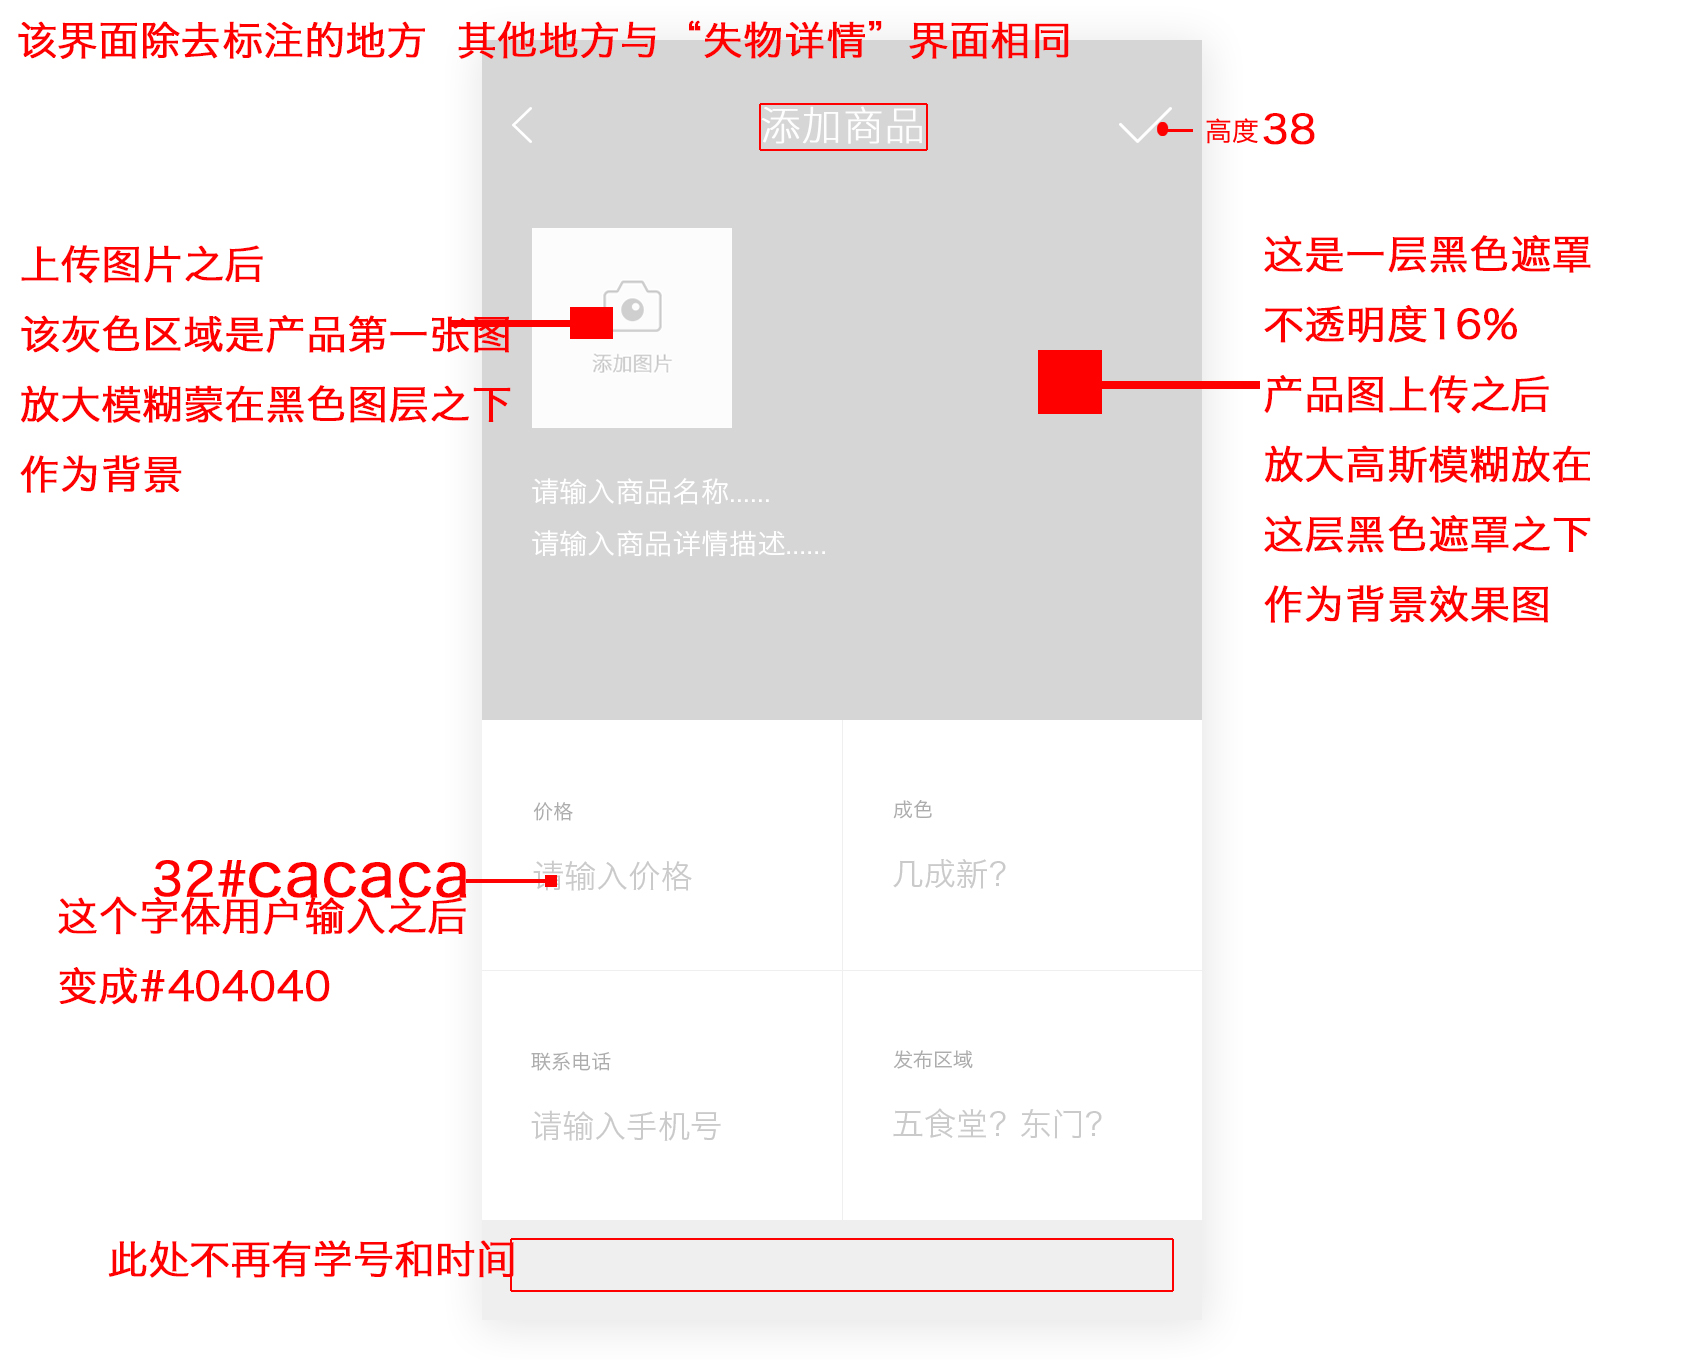 该界面除去标注的地方 其他地方与 “失物详情” 界面相同
添加商品
高度38
上传图片之后
该灰色区域是产品第一张图
放大模糊蒙在黑色图层之下
作为背景
添加图片
这是一层黑色遮罩
不透明度16%
产品图上传之后
放大高斯模糊放在
这层黑色遮罩之下
作为背景效果图
请输入商品名称......
请输入商品详情描述......
价格
成色
32#cacaca
请输入价格
几成新？
这个字体用户输入之后
变成#404040
联系电话
发布区域
请输入手机号
五食堂？东门？
此处不再有学号和时间